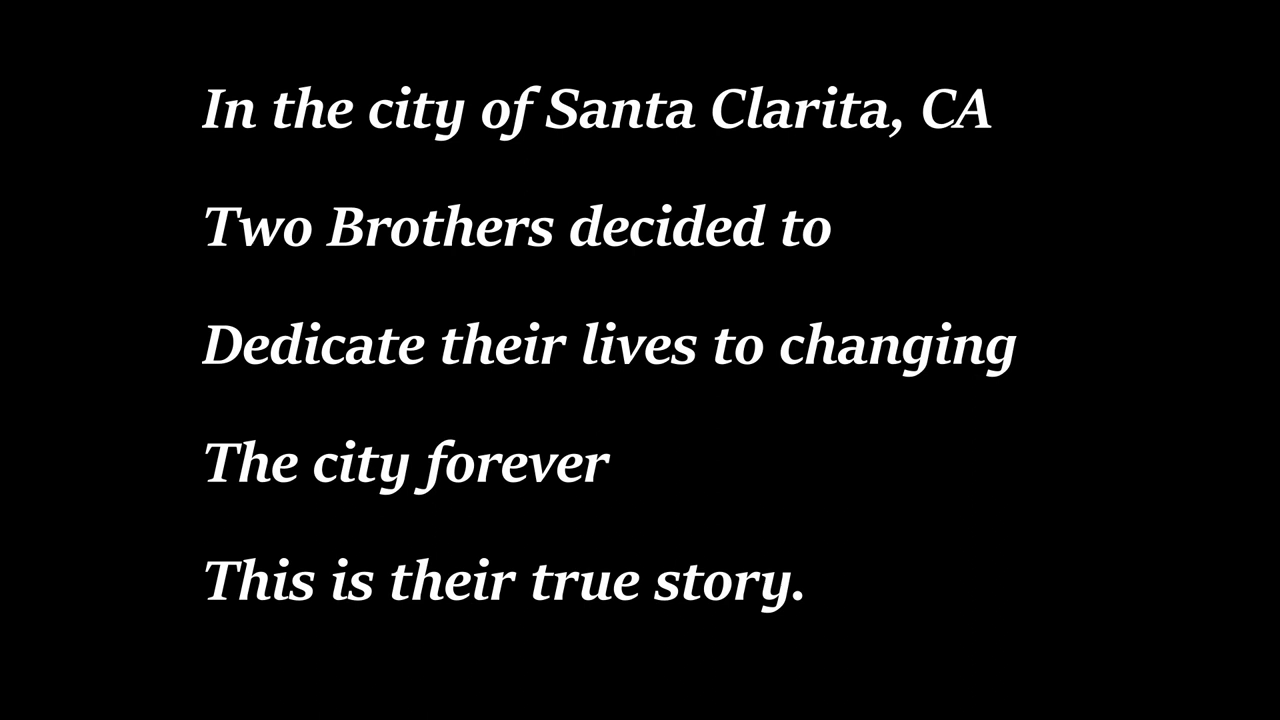 In the city of Santa Clarita, CA
Two Brothers decided to
Dedicate their lives to changing
The city forever
This is their true story.